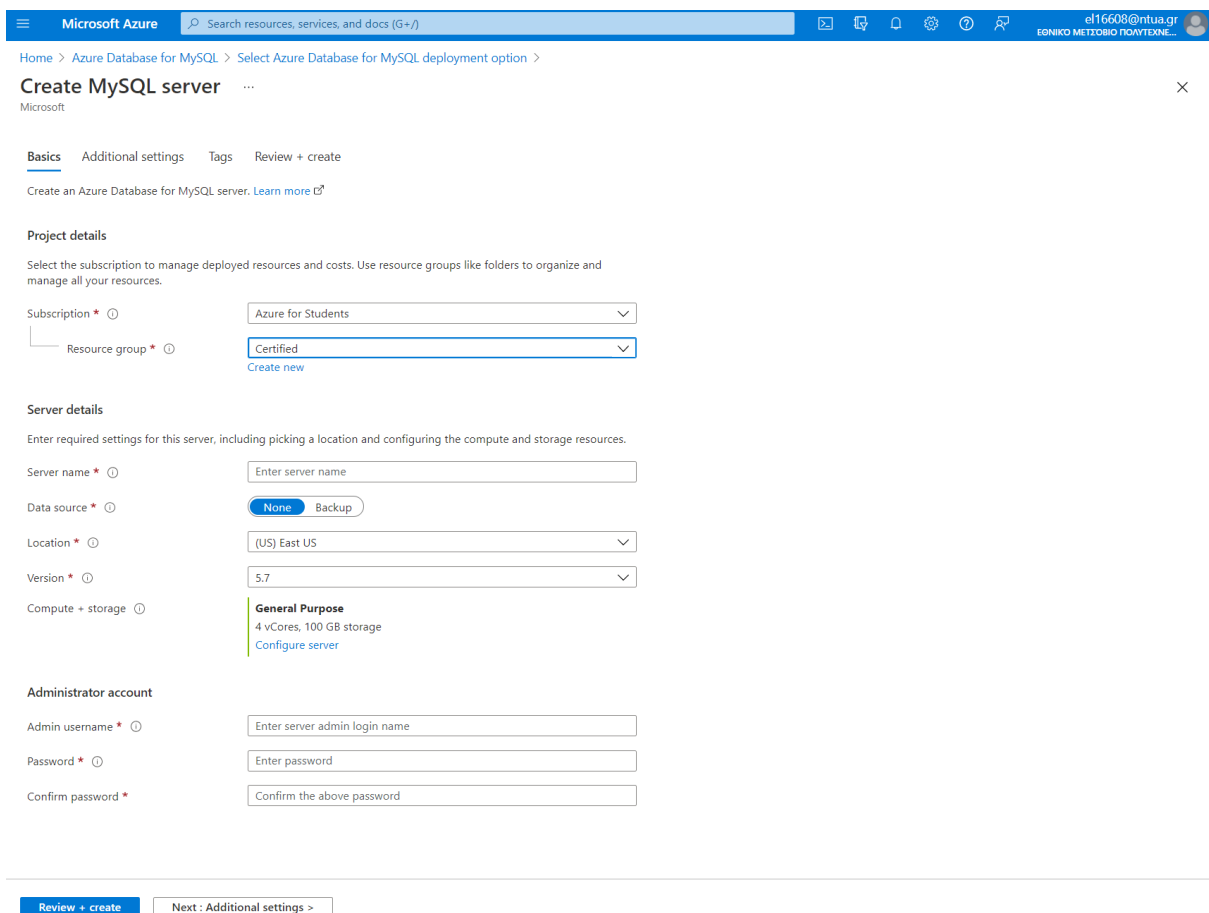 Microsoft Azure
Search resources, services, and docs (G+/)
el16608@ntua.gr
ΕΘΝΙΚΟ ΜΕΤΣΟΒΙΟ ΠΟΛΥΤΕΧΝΕ...
Home > Azure Database for MySQL > Select Azure Database for MySQL deployment option >
Create MySQL server ...
Microsoft
Basics Additional settings Tags Review + create
Create an Azure Database for MySQL server. Learn more
Project details
Select the subscription to manage deployed resources and costs. Use resource groups like folders to organize and
manage all your resources.
Subscription * Azure for Students
Resource group * Certified
Create new
Server details
Enter required settings for this server, including picking a location and configuring the compute and storage resources.
Server name * Enter server name
Data source * None Backup
Location * (US) East US
Version * 5.7
Compute + storage General Purpose
4 vCores, 100 GB storage
Configure server
Administrator account
Admin username * Enter server admin login name
Password * Enter password
Confirm password * Confirm the above password
Review + create Next : Additional settings >